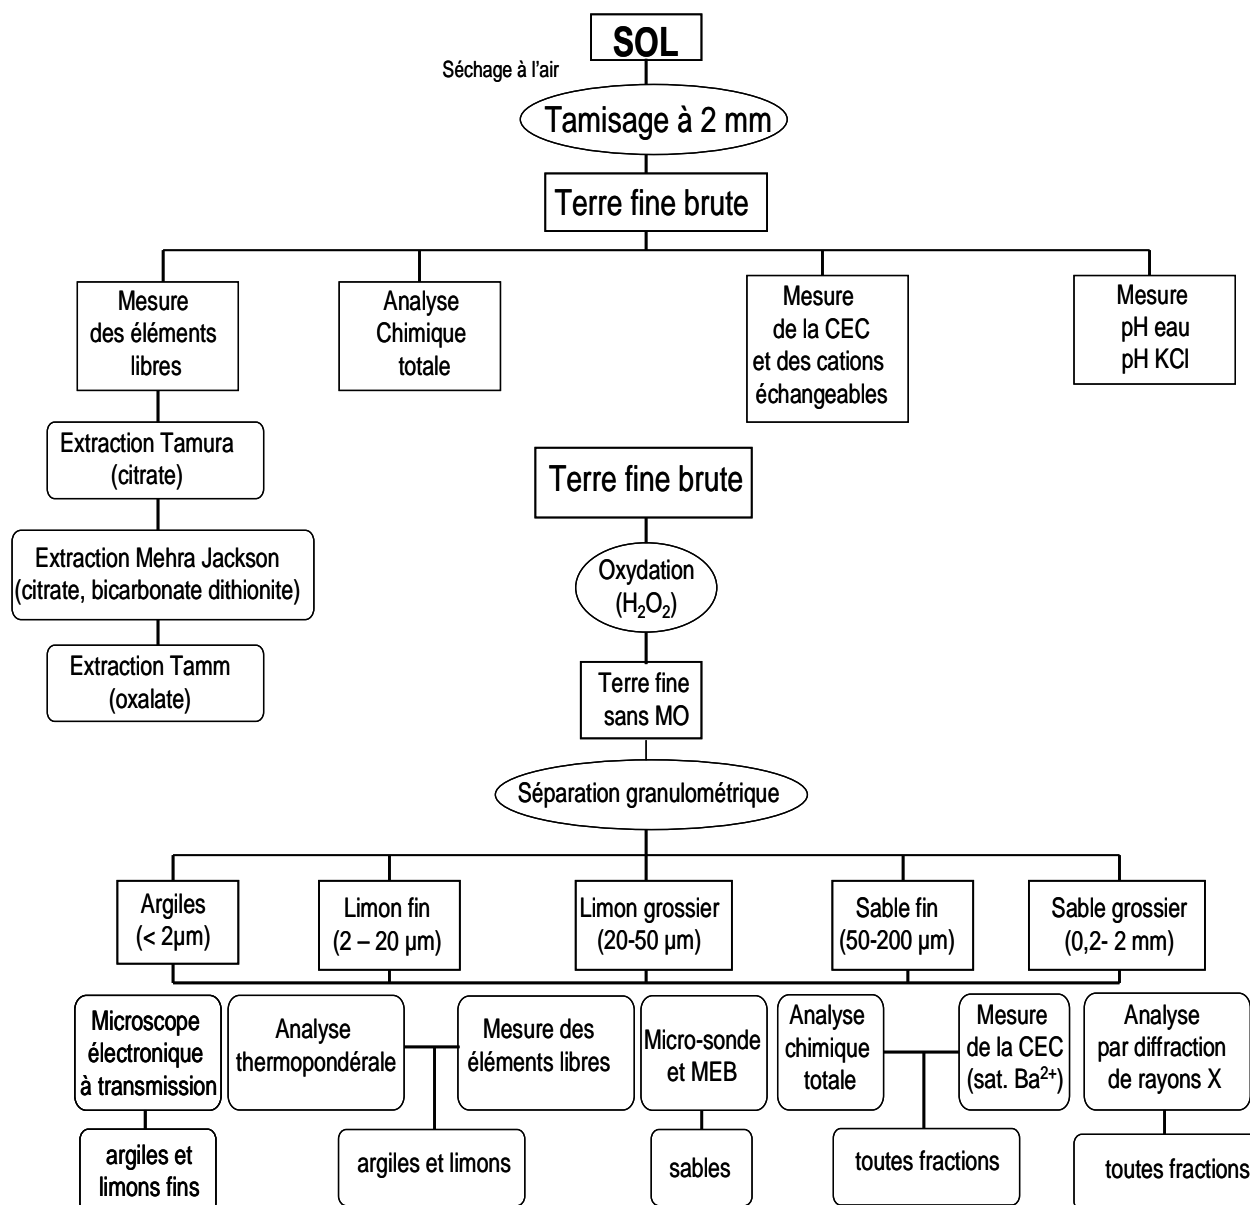 SOL
Séchage à l'air
Tamisage à 2 mm
Terre fine brute
Mesure
des éléments
libres
Analyse
Chimique
totale
Mesure
de la CEC
et des cations
échangeables
Mesure
pH eau
pH KCl
Extraction Tamura
(citrate)
Extraction Mehra Jackson
(citrate, bicarbonate dithionite)
Extraction Tamm
(oxalate)
Terre fine brute
Oxydation
(H₂O₂)
Terre fine
sans MO
Séparation granulométrique
Argiles
(< 2µm)
Limon fin
(2 – 20 µm)
Limon grossier
(20-50 µm)
Sable fin
(50-200 µm)
Sable grossier
(0,2- 2 mm)
Microscope
électronique
à transmission
Analyse
thermopondérale
Mesure des
éléments libres
Micro-sonde
et MEB
Analyse
chimique
totale
Mesure
de la CEC
(sat. Ba²⁺)
Analyse
par diffraction
de rayons X
argiles et
limons fins
argiles et limons
sables
toutes fractions
toutes fractions